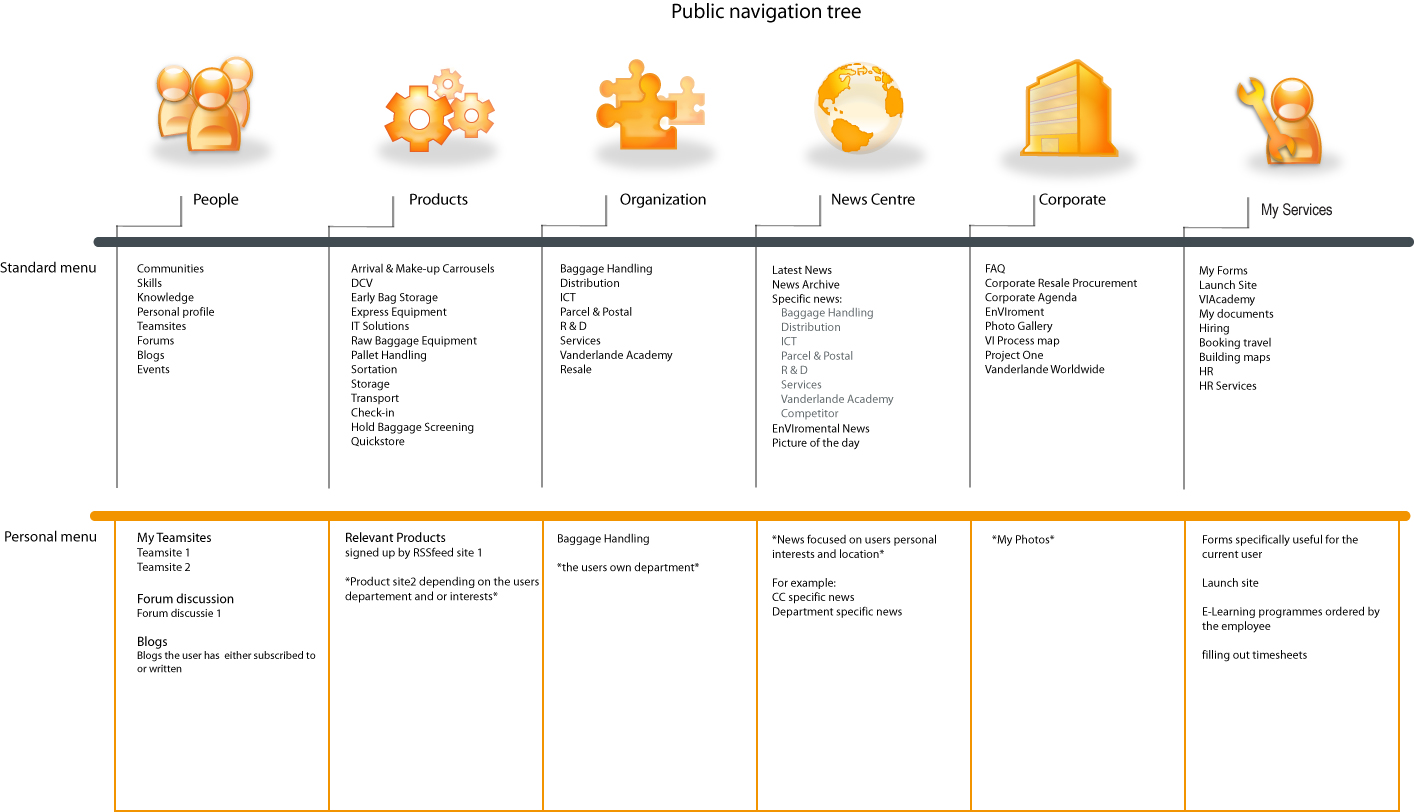 Public navigation tree
People
Products
Organization
News Centre
Corporate
My Services
Standard menu
Communities
Skills
Knowledge
Personal profile
Teamsites
Forums
Blogs
Events
Arrival & Make-up Carrousels
DCV
Early Bag Storage
Express Equipment
IT Solutions
Raw Baggage Equipment
Pallet Handling
Sortation
Storage
Transport
Check-in
Hold Baggage Screening
Quickstore
Baggage Handling
Distribution
ICT
Parcel & Postal
R & D
Services
Vanderlande Academy
Resale
Latest News
News Archive
Specific news:
Baggage Handling
Distribution
ICT
Parcel & Postal
R & D
Services
Vanderlande Academy
Competitor
EnVIromental News
Picture of the day
FAQ
Corporate Resale Procurement
Corporate Agenda
EnVIroment
Photo Gallery
VI Process map
Project One
Vanderlande Worldwide
My Forms
Launch Site
VIAcademy
My documents
Hiring
Booking travel
Building maps
HR
HR Services
Personal menu
My Teamsites
Teamsite 1
Teamsite 2
Forum discussion
Forum discussie 1
Blogs
Blogs the user has either subscribed to
or written
Relevant Products
signed up by RSSfeed site 1
*Product site2 depending on the users
departement and or interests*
Baggage Handling
*the users own department*
*News focused on users personal
interests and location*
For example:
CC specific news
Department specific news
*My Photos*
Forms specifically useful for the
current user
Launch site
E-Learning programmes ordered by
the employee
filling out timesheets